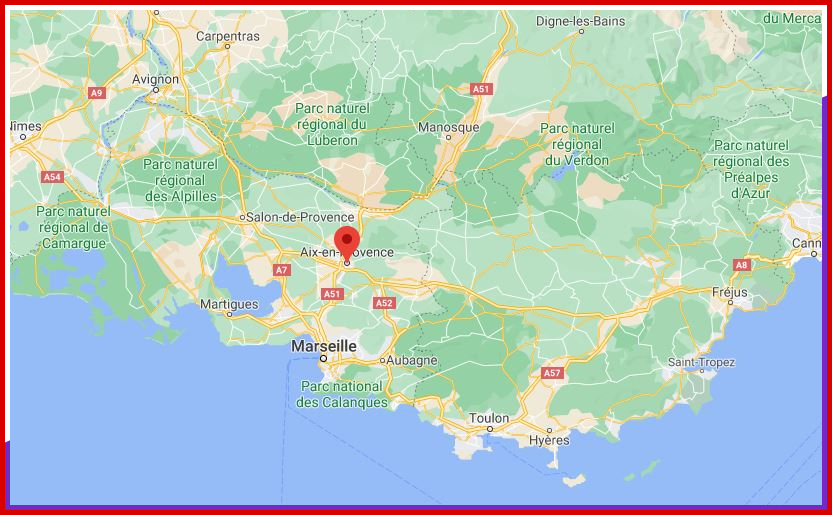 Digne-les-Bains
du Merca
Carpentras
Avignon
A9
A51
Parc naturel
régional du
Luberon
Manosque
Parc naturel
régional
du Verdon
Nîmes
Parc naturel
régional des
Préalpes
d'Azur
Parc naturel
régional
des Alpilles
A54
Parc naturel
régional de
Camargue
Salon-de-Provence
Aix-en-Provence
Cann
A7
A8
A51
A52
Fréjus
Martigues
Marseille
Aubagne
Saint-Tropez
A57
Parc national
des Calanques
Toulon
Hyères